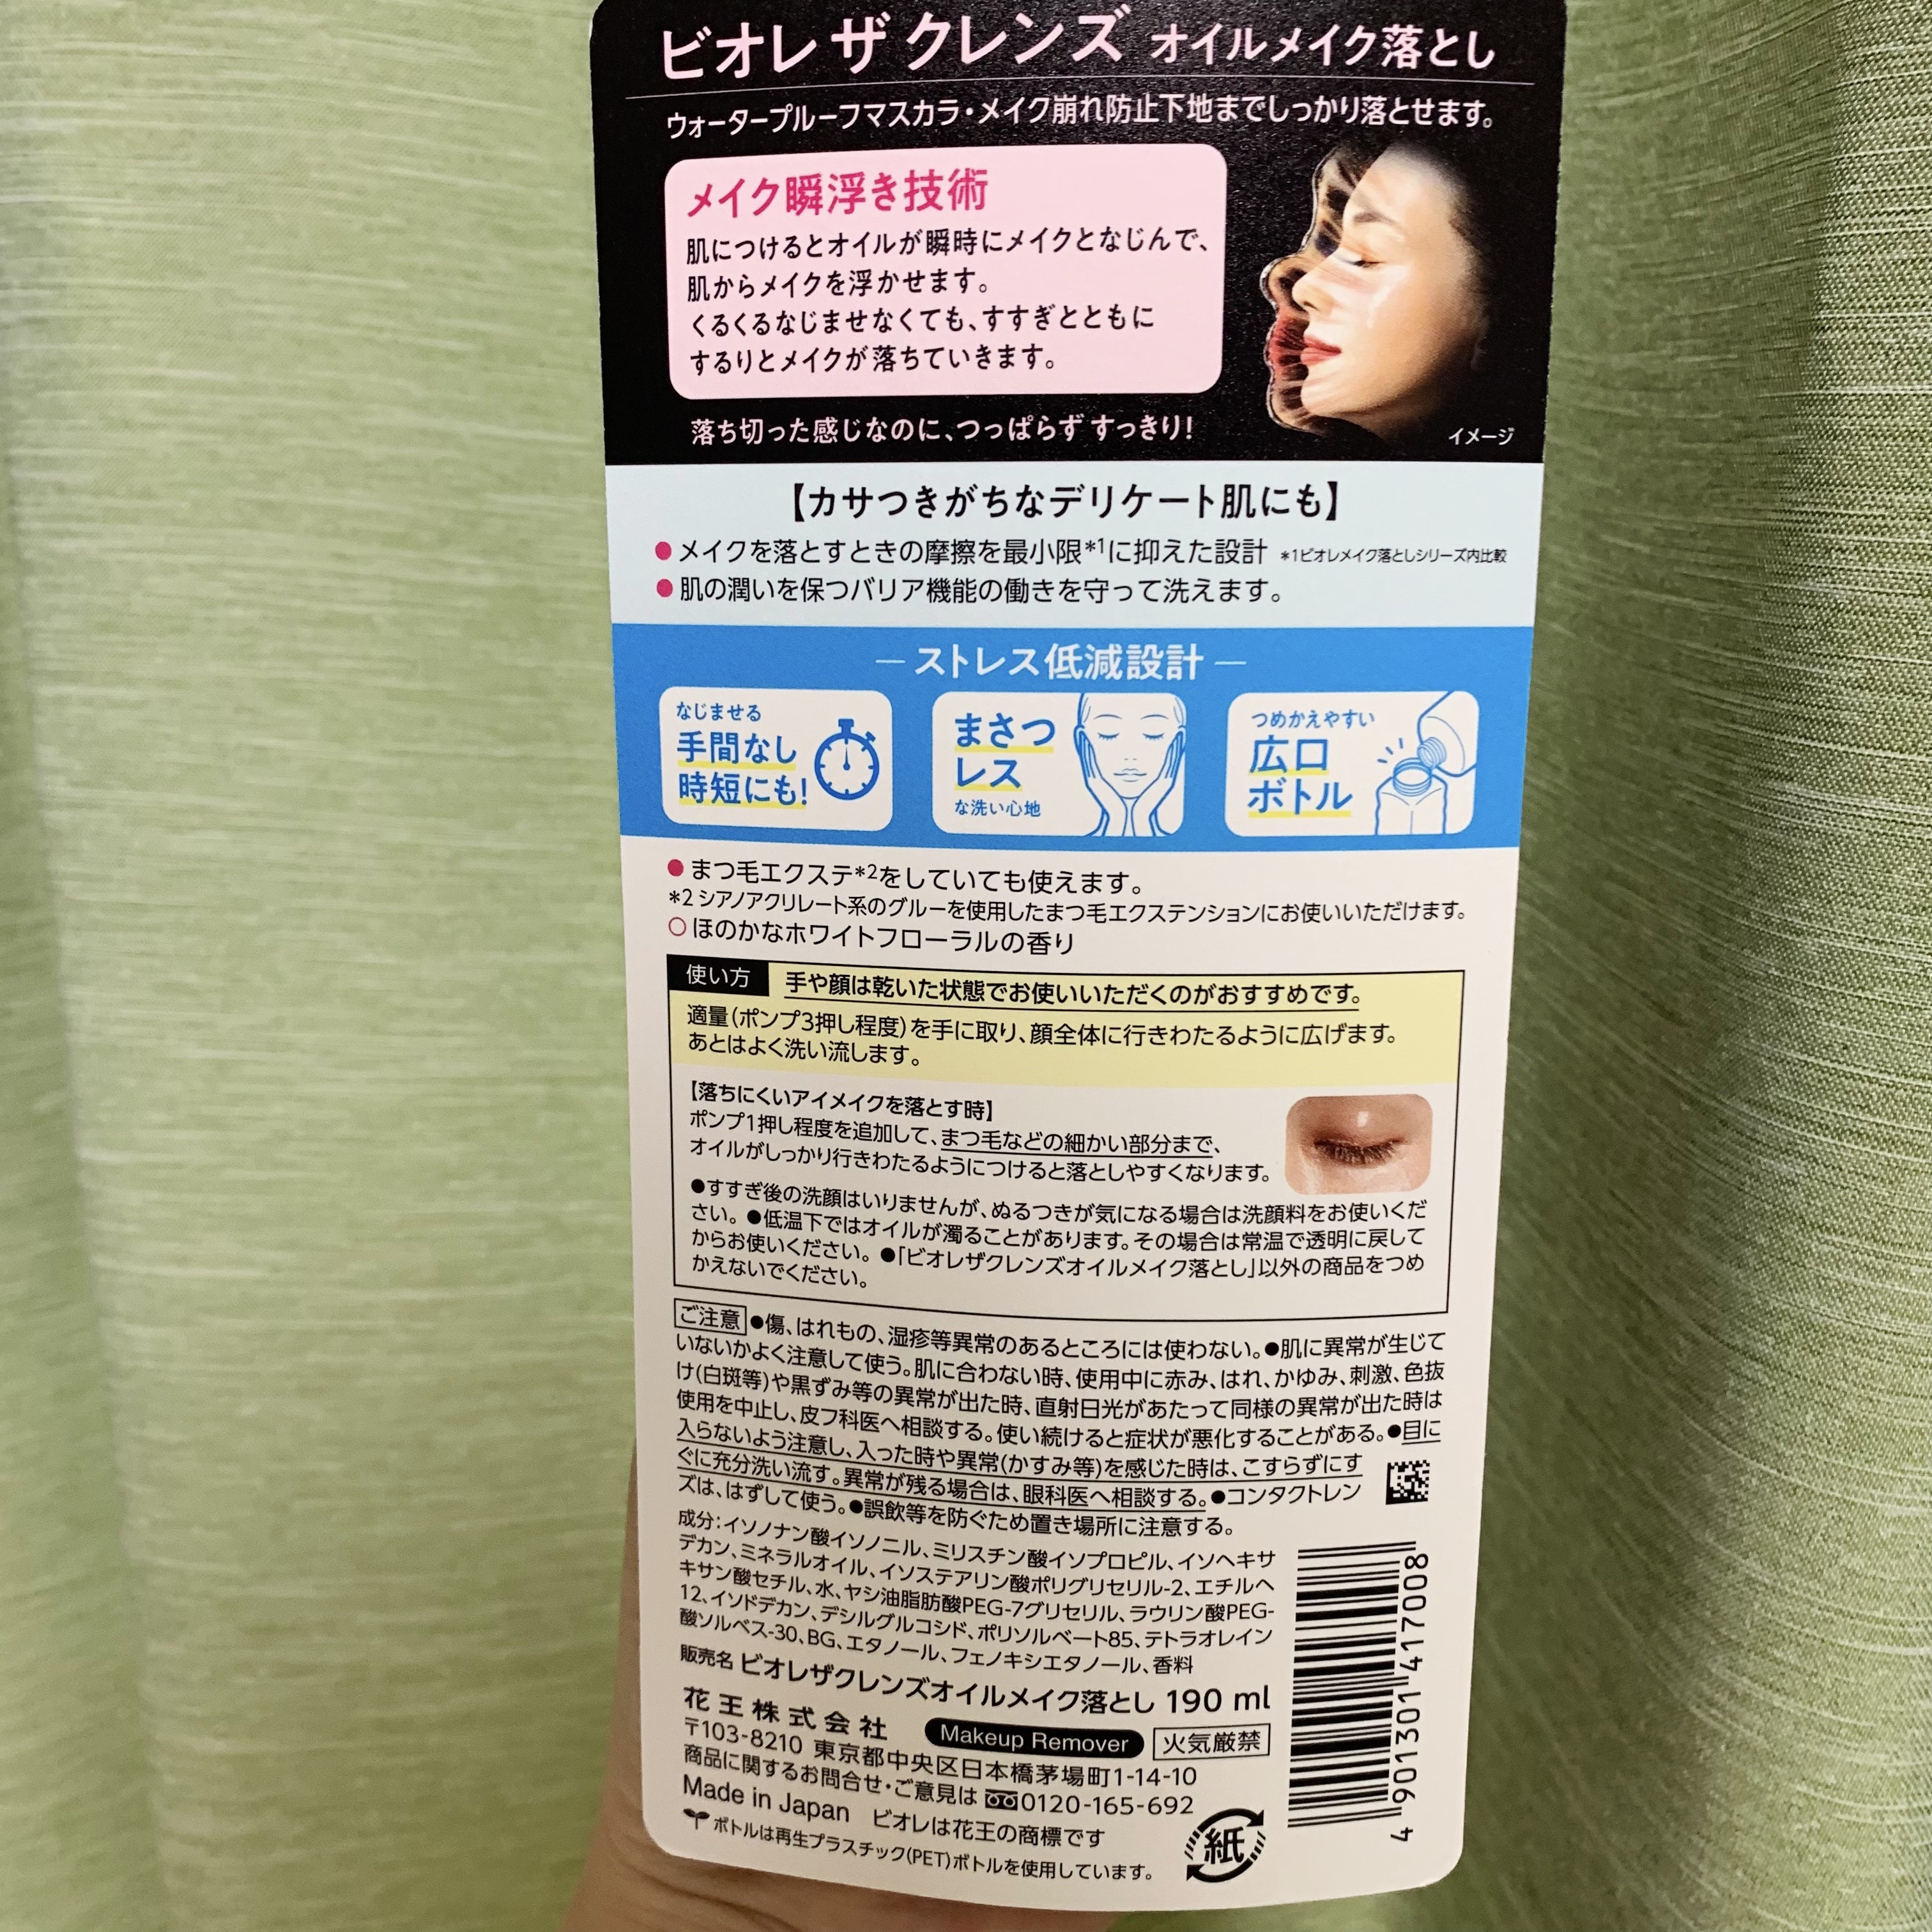 ビオレ ザ クレンズ オイルメイク落とし
ウォータープルーフマスカラ・メイク崩れ防止下地までしっかり落とせます。
メイク瞬浮き技術
肌につけるとオイルが瞬時にメイクとなじんで、
肌からメイクを浮かせます。
くるくるなじませなくても、すすぎとともに
するりとメイクが落ちていきます。
落ち切った感じなのに、つっぱらず すっきり!
イメージ
【カサつきがちなデリケート肌にも】
●メイクを落とすときの摩擦を最小限*1に抑えた設計 *1ビオレメイク落としシリーズ内比較
●肌の潤いを保つバリア機能の働きを守って洗えます。
― ストレス低減設計 ―
なじませる
手間なし
時短にも!
まさつ
レス
な洗い心地
つめかえやすい
広口
ボトル
●まつ毛エクステ*2をしていても使えます。
*2 シアノアクリレート系のグルーを使用したまつ毛エクステンションにお使いいただけます。
○ほのかなホワイトフローラルの香り
使い方 手や顔は乾いた状態でお使いいただくのがおすすめです。
適量(ポンプ3押し程度)を手に取り、顔全体に行きわたるように広げます。
あとはよく洗い流します。
【落ちにくいアイメイクを落とす時】
ポンプ1押し程度を追加して、まつ毛などの細かい部分まで、
オイルがしっかり行きわたるようにつけると落としやすくなります。
●すすぎ後の洗顔はいりませんが、ぬるつきが気になる場合は洗顔料をお使いくだ
さい。●低温下ではオイルが濁ることがあります。その場合は常温で透明に戻して
からお使いください。●「ビオレザクレンズオイルメイク落とし」以外の商品をつめ
かえないでください。
ご注意 ●傷、はれもの、湿疹等異常のあるところには使わない。●肌に異常が生じて
いないかよく注意して使う。肌に合わない時、使用中に赤み、はれ、かゆみ、刺激、色抜
け(白斑等)や黒ずみ等の異常が出た時、直射日光があたって同様の異常が出た時は
使用を中止し、皮フ科医へ相談する。使い続けると症状が悪化することがある。●目に
入らないよう注意し、入った時や異常(かすみ等)を感じた時は、こすらずにす
ぐに充分洗い流す。異常が残る場合は、眼科医へ相談する。●コンタクトレン
ズは、はずして使う。●誤飲等を防ぐため置き場所に注意する。
成分:イソノナン酸イソノニル、ミリスチン酸イソプロピル、イソヘキサ
デカン、ミネラルオイル、イソステアリン酸ポリグリセリル-2、エチルヘ
キサン酸セチル、水、ヤシ油脂肪酸PEG-7グリセリル、ラウリン酸PEG-
12、イソドデカン、デシルグルコシド、ポリソルベート85、テトラオレイン
酸ソルベス-30、BG、エタノール、フェノキシエタノール、香料
販売名 ビオレザクレンズオイルメイク落とし 190 ml
花王株式会社 Makeup Remover 火気厳禁
〒103-8210 東京都中央区日本橋茅場町1-14-10
商品に関するお問合せ・ご意見は 0120-165-692
Made in Japan ビオレは花王の商標です
ボトルは再生プラスチック(PET)ボトルを使用しています。
紙
4 901301 417008